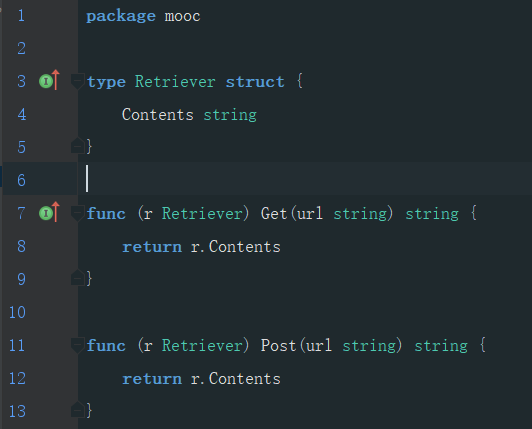 1 package mooc
2
3 type Retriever struct {
4     Contents string
5 }
6
7 func (r Retriever) Get(url string) string {
8     return r.Contents
9 }
10
11 func (r Retriever) Post(url string) string {
12     return r.Contents
13 }